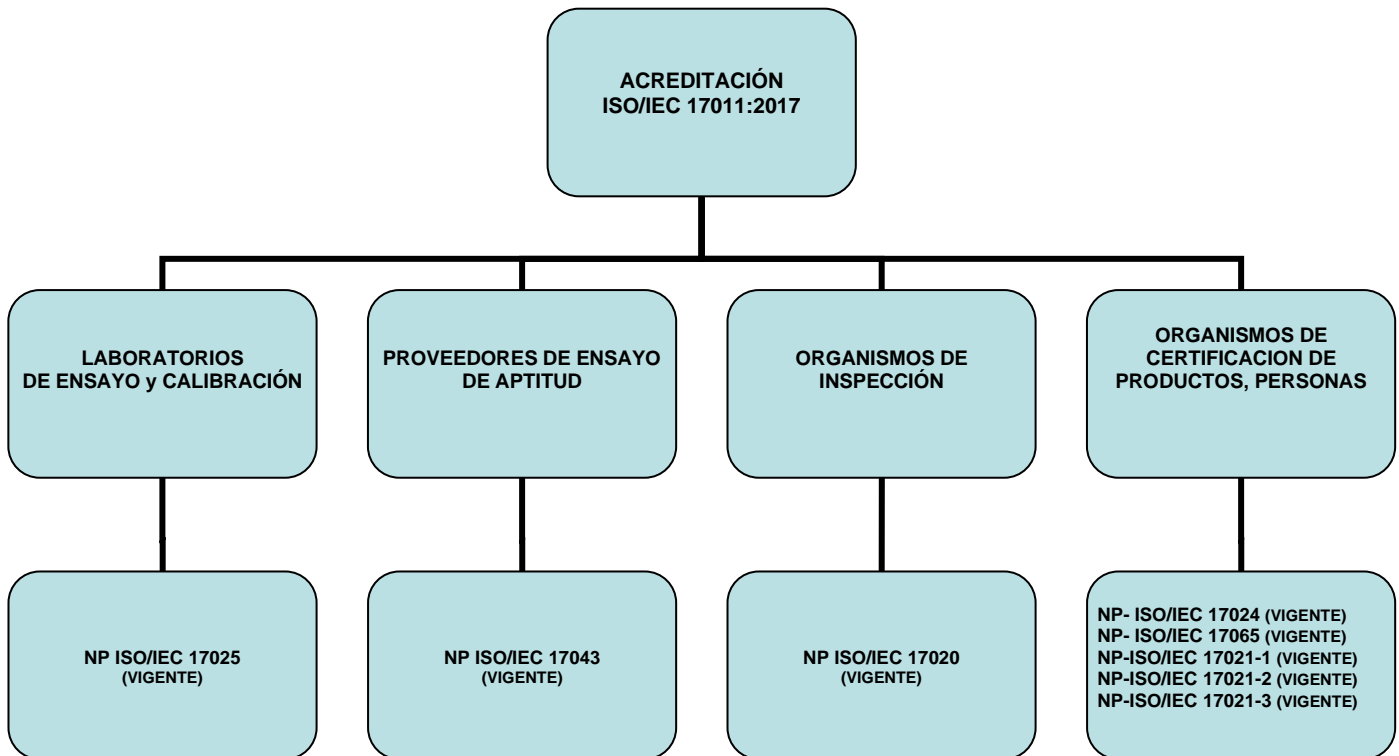 ACREDITACIÓN
ISO/IEC 17011:2017
LABORATORIOS
DE ENSAYO y CALIBRACIÓN
PROVEEDORES DE ENSAYO
DE APTITUD
ORGANISMOS DE
INSPECCIÓN
ORGANISMOS DE
CERTIFICACION DE
PRODUCTOS, PERSONAS
NP ISO/IEC 17025
(VIGENTE)
NP ISO/IEC 17043
(VIGENTE)
NP ISO/IEC 17020
(VIGENTE)
NP- ISO/IEC 17024 (VIGENTE)
NP- ISO/IEC 17065 (VIGENTE)
NP-ISO/IEC 17021-1 (VIGENTE)
NP-ISO/IEC 17021-2 (VIGENTE)
NP-ISO/IEC 17021-3 (VIGENTE)